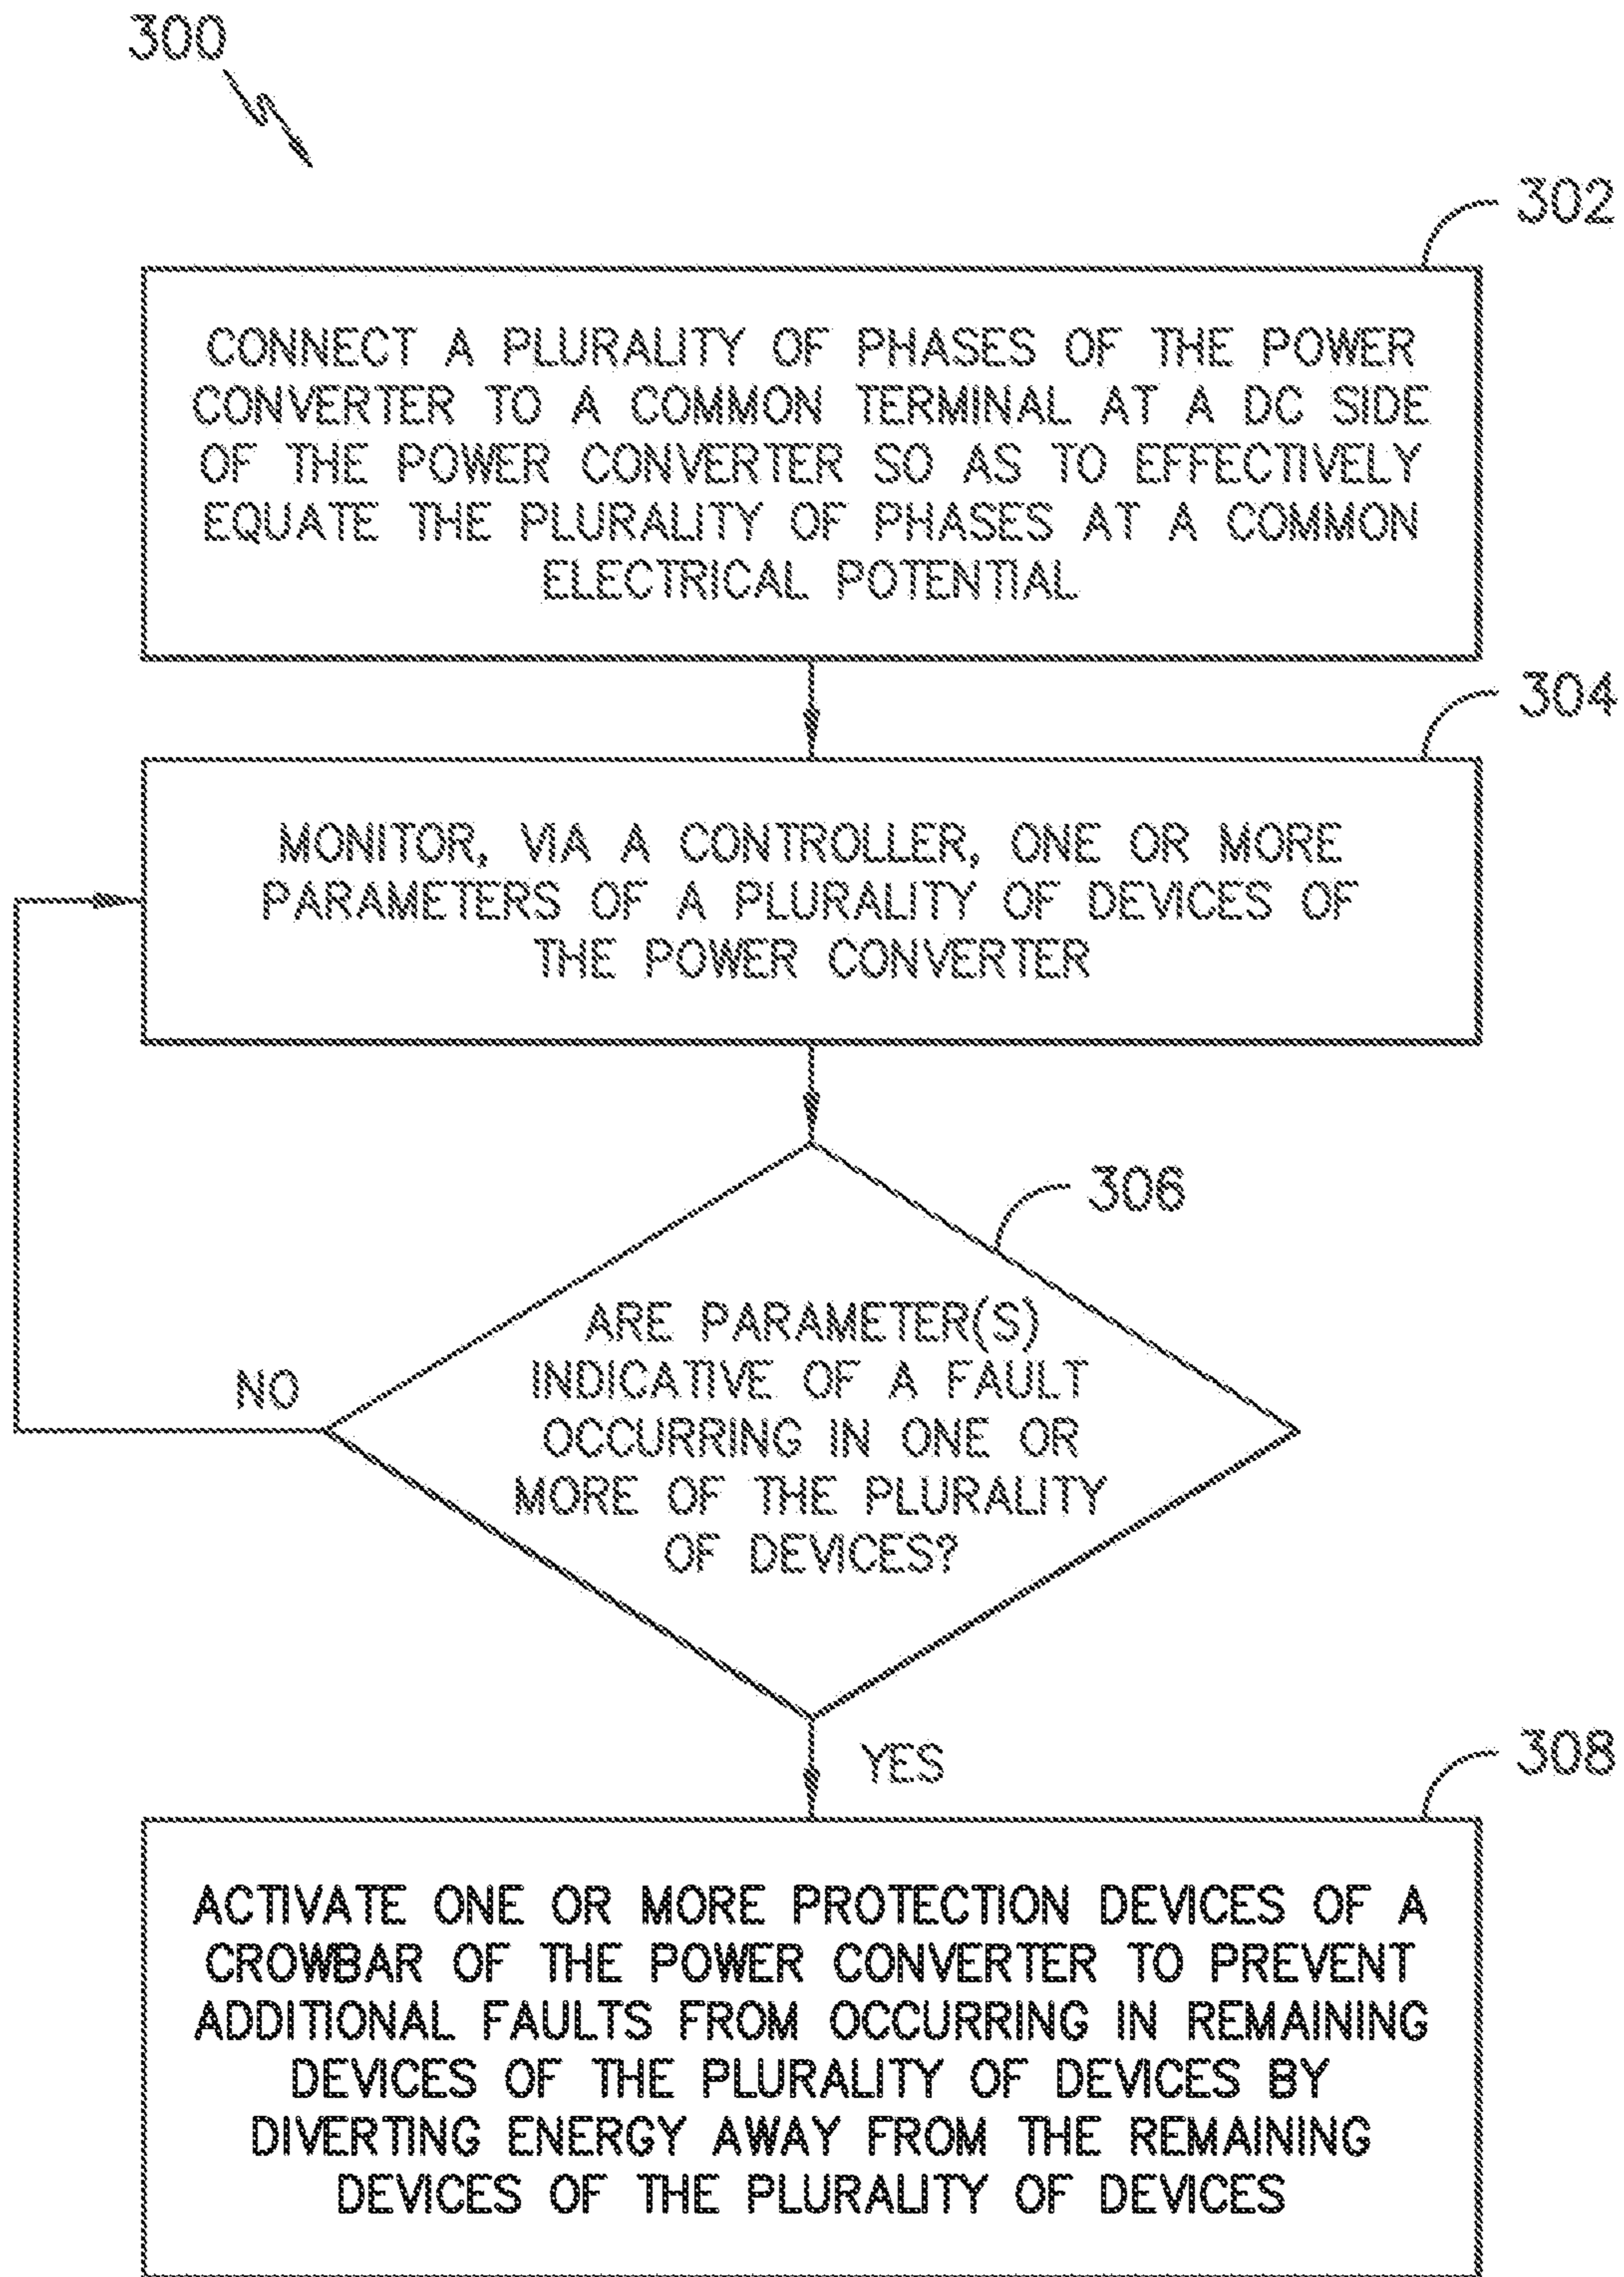 300
302
CONNECT A PLURALITY OF PHASES OF THE POWER
CONVERTER TO A COMMON TERMINAL AT A DC SIDE
OF THE POWER CONVERTER SO AS TO EFFECTIVELY
EQUATE THE PLURALITY OF PHASES AT A COMMON
ELECTRICAL POTENTIAL
304
MONITOR, VIA A CONTROLLER, ONE OR MORE
PARAMETERS OF A PLURALITY OF DEVICES OF
THE POWER CONVERTER
306
ARE PARAMETER(S)
INDICATIVE OF A FAULT
OCCURRING IN ONE OR
MORE OF THE PLURALITY
OF DEVICES?
NO
YES
308
ACTIVATE ONE OR MORE PROTECTION DEVICES OF A
CROWBAR OF THE POWER CONVERTER TO PREVENT
ADDITIONAL FAULTS FROM OCCURRING IN REMAINING
DEVICES OF THE PLURALITY OF DEVICES BY
DIVERTING ENERGY AWAY FROM THE REMAINING
DEVICES OF THE PLURALITY OF DEVICES